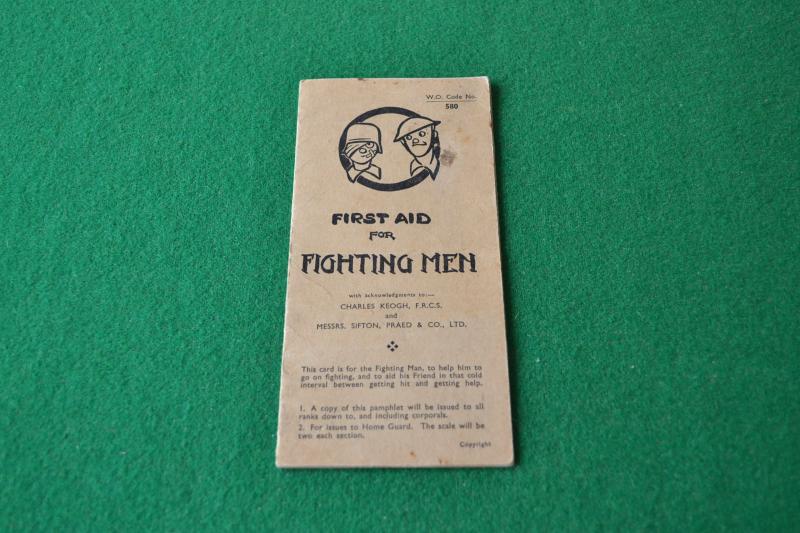 W.O. Code No.
580
FIRST AID
FOR
FIGHTING MEN
with acknowledgments to:—
CHARLES KEOGH, F.R.C.S.
and
MESSRS. SIFTON, PRAED & CO., LTD.
This card is for the Fighting Man, to help him to
go on fighting, and to aid his Friend in that cold
interval between getting hit and getting help.
1. A copy of this pamphlet will be issued to all
ranks down to, and including corporals.
2. For issues to Home Guard. The scale will be
two each section.
Copyright